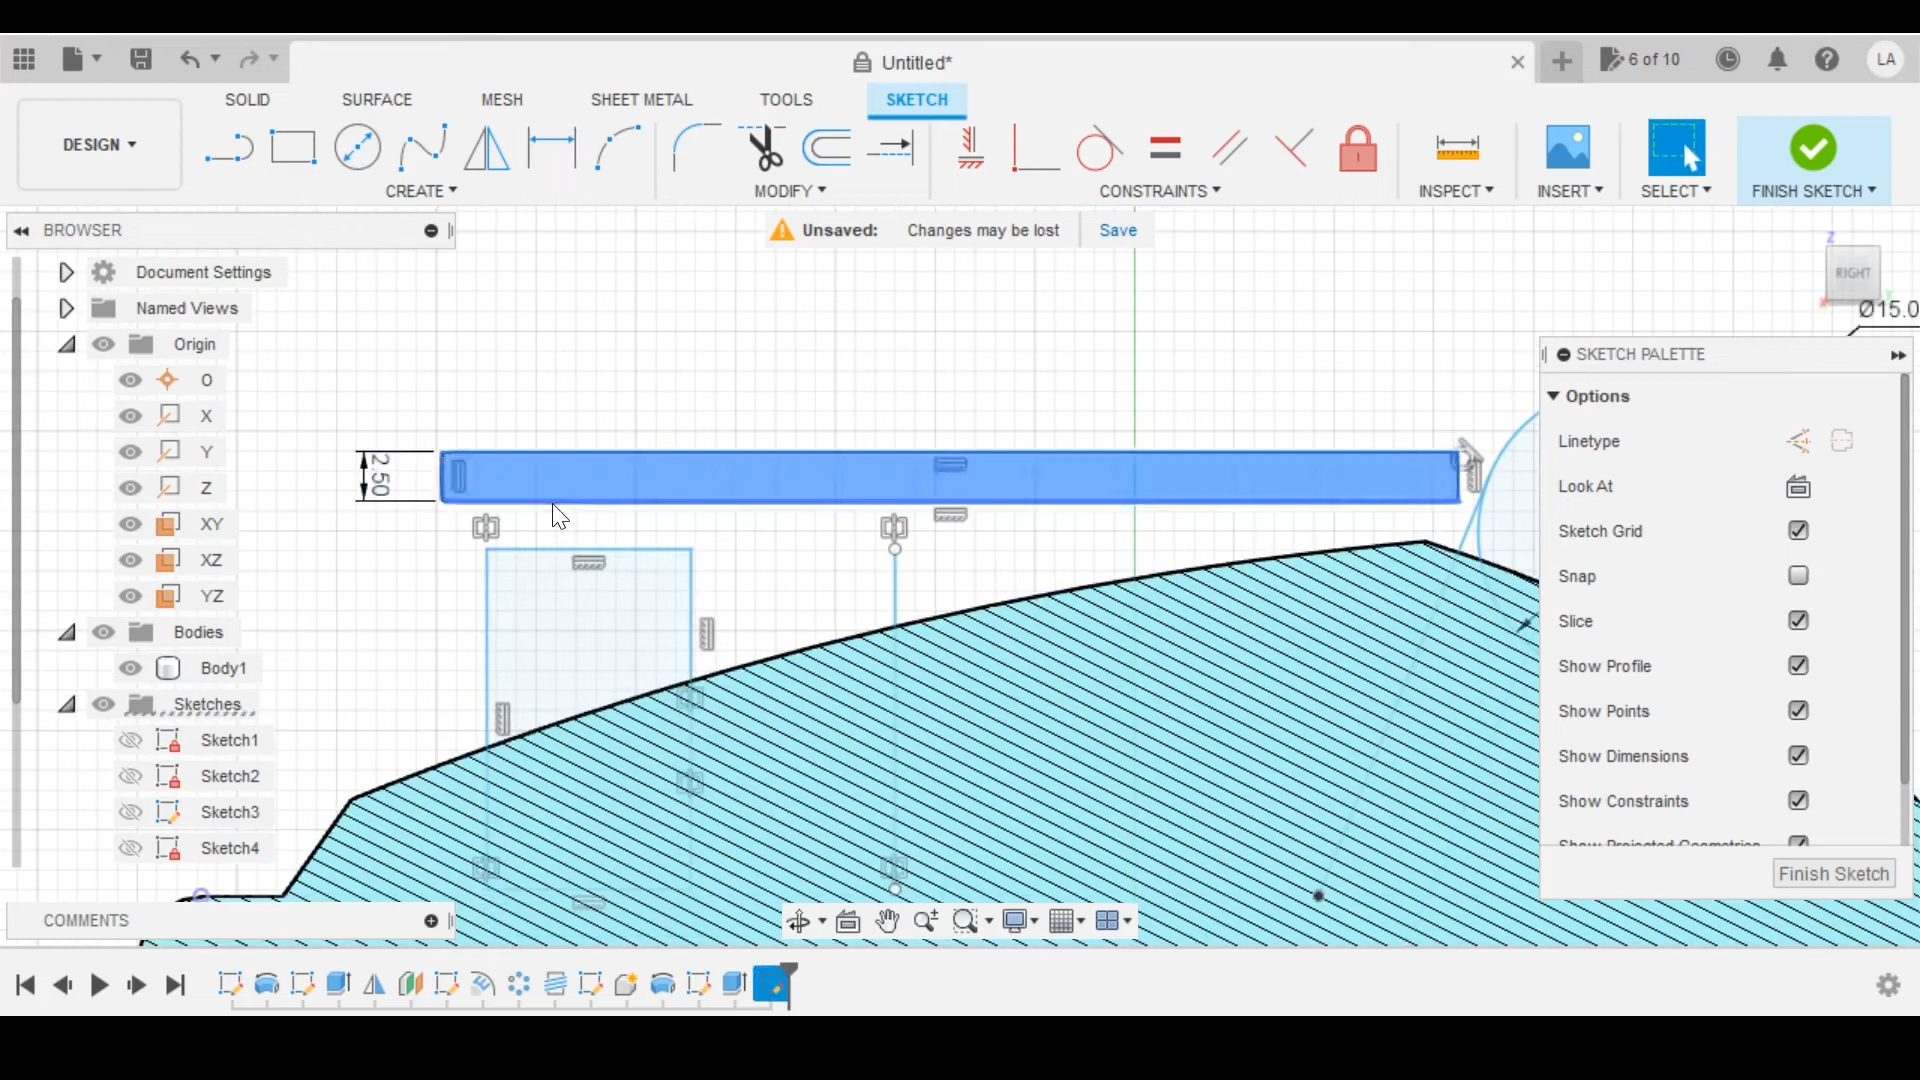 Untitled*
6 of 10
LA
SOLID
SURFACE
MESH
SHEET METAL
TOOLS
SKETCH
DESIGN
CREATE
MODIFY
CONSTRAINTS
INSPECT
INSERT
SELECT
FINISH SKETCH
BROWSER
Unsaved: Changes may be lost Save
Document Settings
Named Views
Origin
O
X
Y
Z
XY
XZ
YZ
Bodies
Body1
Sketches
Sketch1
Sketch2
Sketch3
Sketch4
COMMENTS
2.50
Z
RIGHT
X
Ø15.0
SKETCH PALETTE
Options
Linetype
Look At
Sketch Grid
Snap
Slice
Show Profile
Show Points
Show Dimensions
Show Constraints
Show Projected Geometries
Finish Sketch